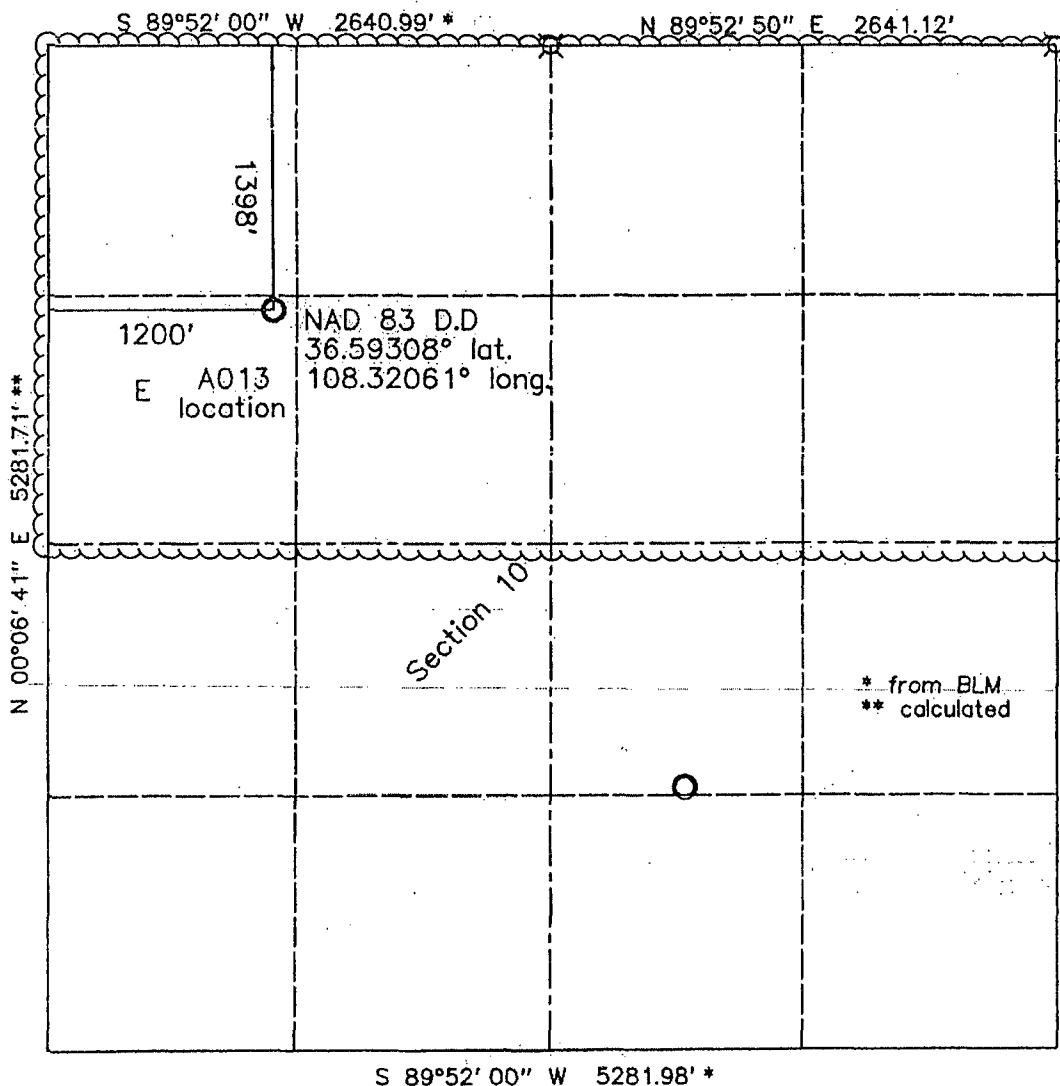 S 89°52' 00" W 2640.99' *
N 89°52' 50" E 2641.12'
1398'
1200'
NAD 83 D.D
36.59308° lat.
108.32061° long.
E
A013
location
N 00°06' 41" E 5281.71' **
Section 10
* from BLM
** calculated
S 89°52' 00" W 5281.98' *